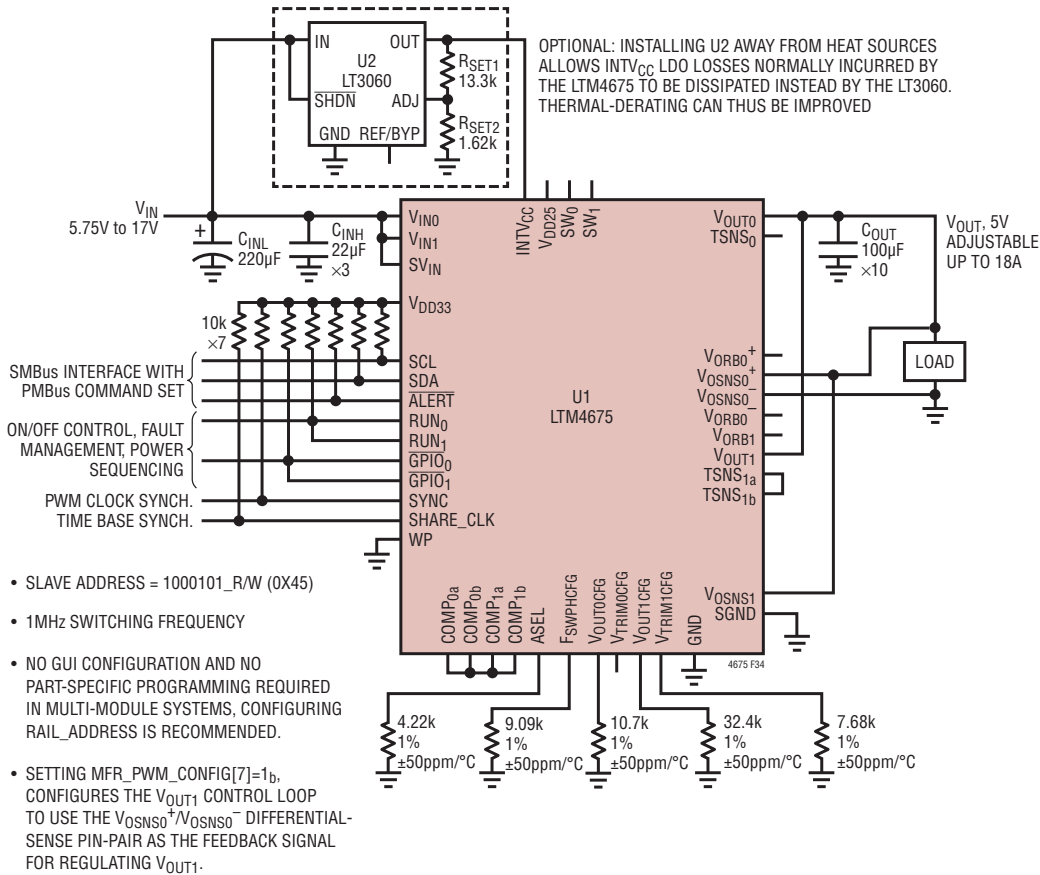 IN
OUT
U2
LT3060
SHDN
ADJ
GND
REF/BYP
RSET1
13.3k
RSET2
1.62k
OPTIONAL: INSTALLING U2 AWAY FROM HEAT SOURCES
ALLOWS INTVCC LDO LOSSES NORMALLY INCURRED BY
THE LTM4675 TO BE DISSIPATED INSTEAD BY THE LT3060.
THERMAL-DERATING CAN THUS BE IMPROVED
VIN
5.75V to 17V
+
CINL
220µF
CINH
22µF
×3
VIN0
VIN1
SVIN
VDD33
INTVCC
VDD25
SW0
SW1
VOUT0
TSNS0
COUT
100µF
×10
VOUT, 5V
ADJUSTABLE
UP TO 18A
10k
×7
SMBus INTERFACE WITH
PMBus COMMAND SET
ON/OFF CONTROL, FAULT
MANAGEMENT, POWER
SEQUENCING
PWM CLOCK SYNCH.
TIME BASE SYNCH.
SCL
SDA
ALERT
RUN0
RUN1
GPIO0
GPIO1
SYNC
SHARE_CLK
WP
U1
LTM4675
VORB0+
VOSNS0+
VOSNS0–
VORB0–
VORB1
VOUT1
TSNS1a
TSNS1b
VOSNS1
SGND
LOAD
COMP0a
COMP0b
COMP1a
COMP1b
ASEL
FSWPHCFG
VOUT0CFG
VTRIM0CFG
VOUT1CFG
VTRIM1CFG
GND
4675 F34
4.22k
1%
±50ppm/°C
9.09k
1%
±50ppm/°C
10.7k
1%
±50ppm/°C
32.4k
1%
±50ppm/°C
7.68k
1%
±50ppm/°C
• SLAVE ADDRESS = 1000101_R/W (0X45)
• 1MHz SWITCHING FREQUENCY
• NO GUI CONFIGURATION AND NO
PART-SPECIFIC PROGRAMMING REQUIRED
IN MULTI-MODULE SYSTEMS, CONFIGURING
RAIL_ADDRESS IS RECOMMENDED.
• SETTING MFR_PWM_CONFIG[7]=1b,
CONFIGURES THE VOUT1 CONTROL LOOP
TO USE THE VOSNS0+/VOSNS0– DIFFERENTIAL-
SENSE PIN-PAIR AS THE FEEDBACK SIGNAL
FOR REGULATING VOUT1.